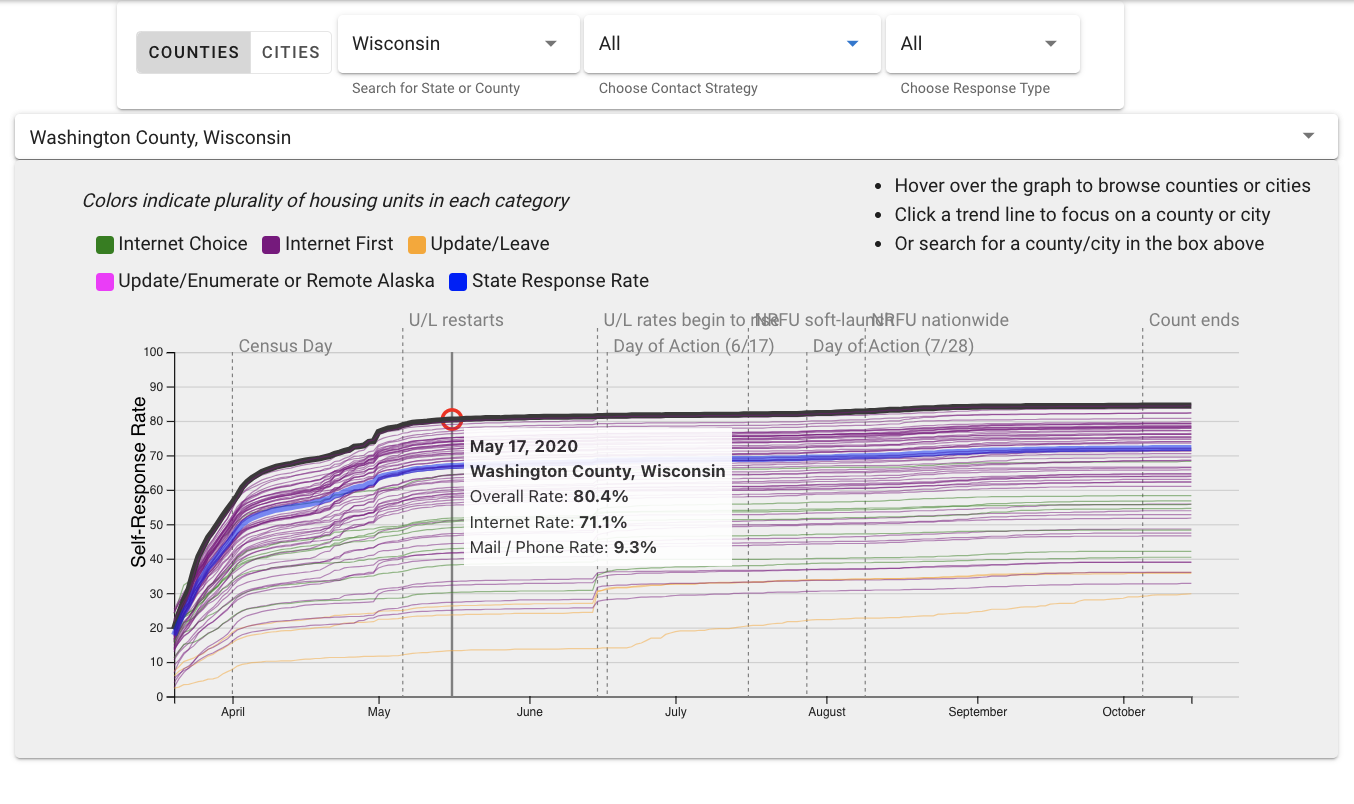 COUNTIES CITIES Wisconsin All All
Search for State or County Choose Contact Strategy Choose Response Type
Washington County, Wisconsin
Colors indicate plurality of housing units in each category
Internet Choice Internet First Update/Leave
Update/Enumerate or Remote Alaska State Response Rate
Hover over the graph to browse counties or cities
Click a trend line to focus on a county or city
Or search for a county/city in the box above
U/L restarts U/L rates begin to rise NRFU soft-launch NRFU nationwide Count ends
Census Day Day of Action (6/17) Day of Action (7/28)
Self-Response Rate
100
90
80
70
60
50
40
30
20
10
0
May 17, 2020
Washington County, Wisconsin
Overall Rate: 80.4%
Internet Rate: 71.1%
Mail / Phone Rate: 9.3%
April May June July August September October